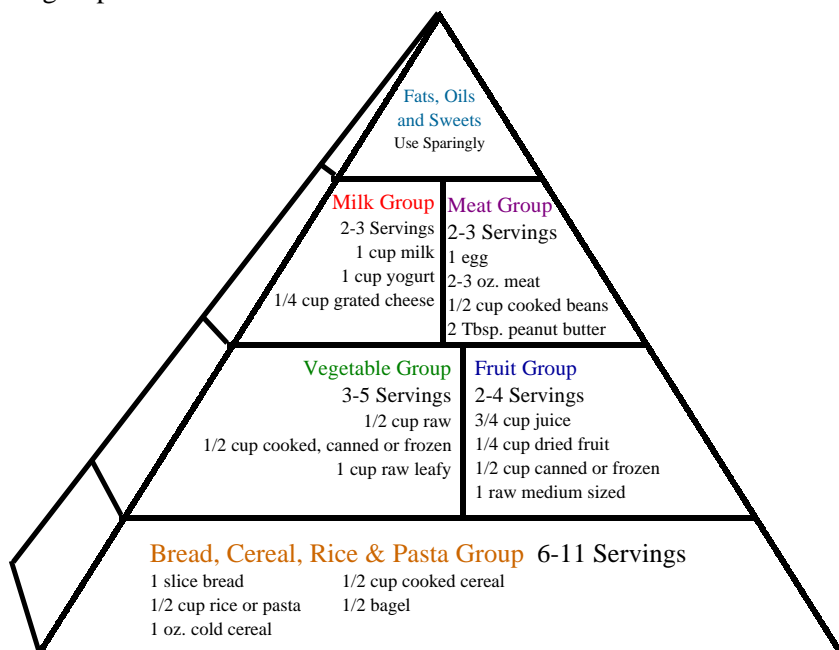 Fats, Oils
and Sweets
Use Sparingly
Milk Group
2-3 Servings
1 cup milk
1 cup yogurt
1/4 cup grated cheese
Meat Group
2-3 Servings
1 egg
2-3 oz. meat
1/2 cup cooked beans
2 Tbsp. peanut butter
Vegetable Group
3-5 Servings
1/2 cup raw
1/2 cup cooked, canned or frozen
1 cup raw leafy
Fruit Group
2-4 Servings
3/4 cup juice
1/4 cup dried fruit
1/2 cup canned or frozen
1 raw medium sized
Bread, Cereal, Rice & Pasta Group 6-11 Servings
1 slice bread
1/2 cup rice or pasta
1 oz. cold cereal
1/2 cup cooked cereal
1/2 bagel